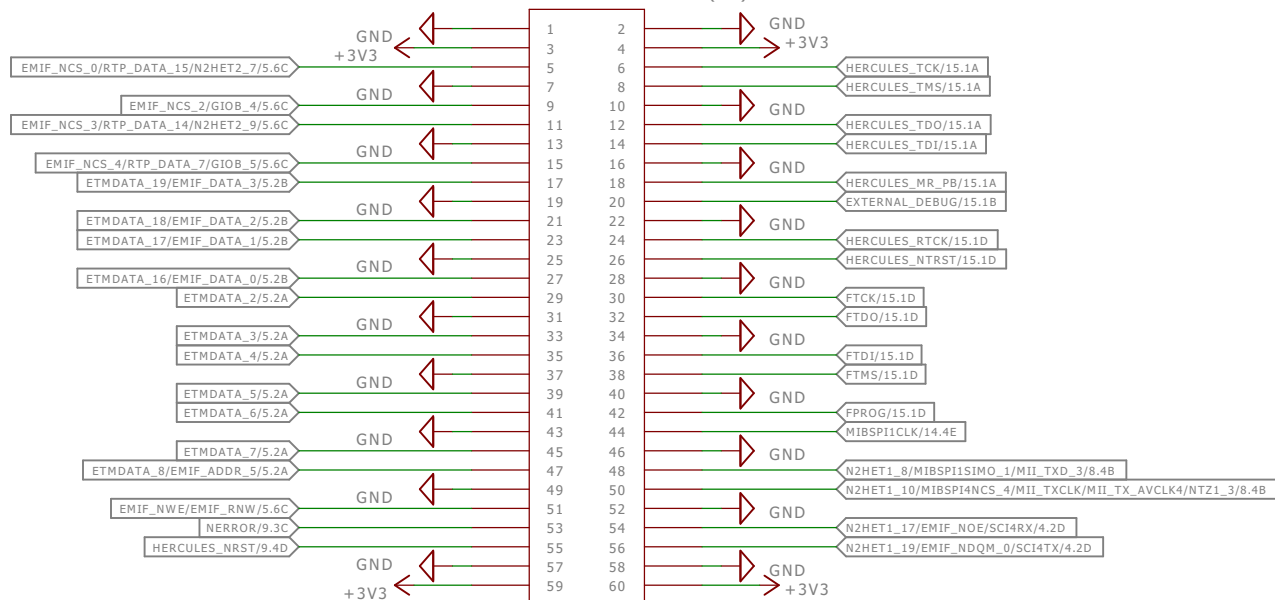 1 2 GND
GND 3 4 +3V3
+3V3
EMIF_NCS_0/RTP_DATA_15/N2HET2_7/5.6C 5 6 HERCULES_TCK/15.1A
GND 7 8 HERCULES_TMS/15.1A
EMIF_NCS_2/GIOB_4/5.6C 9 10 GND
EMIF_NCS_3/RTP_DATA_14/N2HET2_9/5.6C 11 12 HERCULES_TDO/15.1A
GND 13 14 HERCULES_TDI/15.1A
EMIF_NCS_4/RTP_DATA_7/GIOB_5/5.6C 15 16 GND
ETMDATA_19/EMIF_DATA_3/5.2B 17 18 HERCULES_MR_PB/15.1A
GND 19 20 EXTERNAL_DEBUG/15.1B
ETMDATA_18/EMIF_DATA_2/5.2B 21 22 GND
ETMDATA_17/EMIF_DATA_1/5.2B 23 24 HERCULES_RTCK/15.1D
GND 25 26 HERCULES_NTRST/15.1D
ETMDATA_16/EMIF_DATA_0/5.2B 27 28 GND
ETMDATA_2/5.2A 29 30 FTCK/15.1D
GND 31 32 FTDO/15.1D
ETMDATA_3/5.2A 33 34 GND
ETMDATA_4/5.2A 35 36 FTDI/15.1D
GND 37 38 FTMS/15.1D
ETMDATA_5/5.2A 39 40 GND
ETMDATA_6/5.2A 41 42 FPROG/15.1D
GND 43 44 MIBSPI1CLK/14.4E
ETMDATA_7/5.2A 45 46 GND
ETMDATA_8/EMIF_ADDR_5/5.2A 47 48 N2HET1_8/MIBSPI1SIMO_1/MII_TXD_3/8.4B
GND 49 50 N2HET1_10/MIBSPI4NCS_4/MII_TXCLK/MII_TX_AVCLK4/NTZ1_3/8.4B
EMIF_NWE/EMIF_RNW/5.6C 51 52 GND
NERROR/9.3C 53 54 N2HET1_17/EMIF_NOE/SCI4RX/4.2D
HERCULES_NRST/9.4D 55 56 N2HET1_19/EMIF_NDQM_0/SCI4TX/4.2D
GND 57 58 GND
+3V3 59 60 +3V3